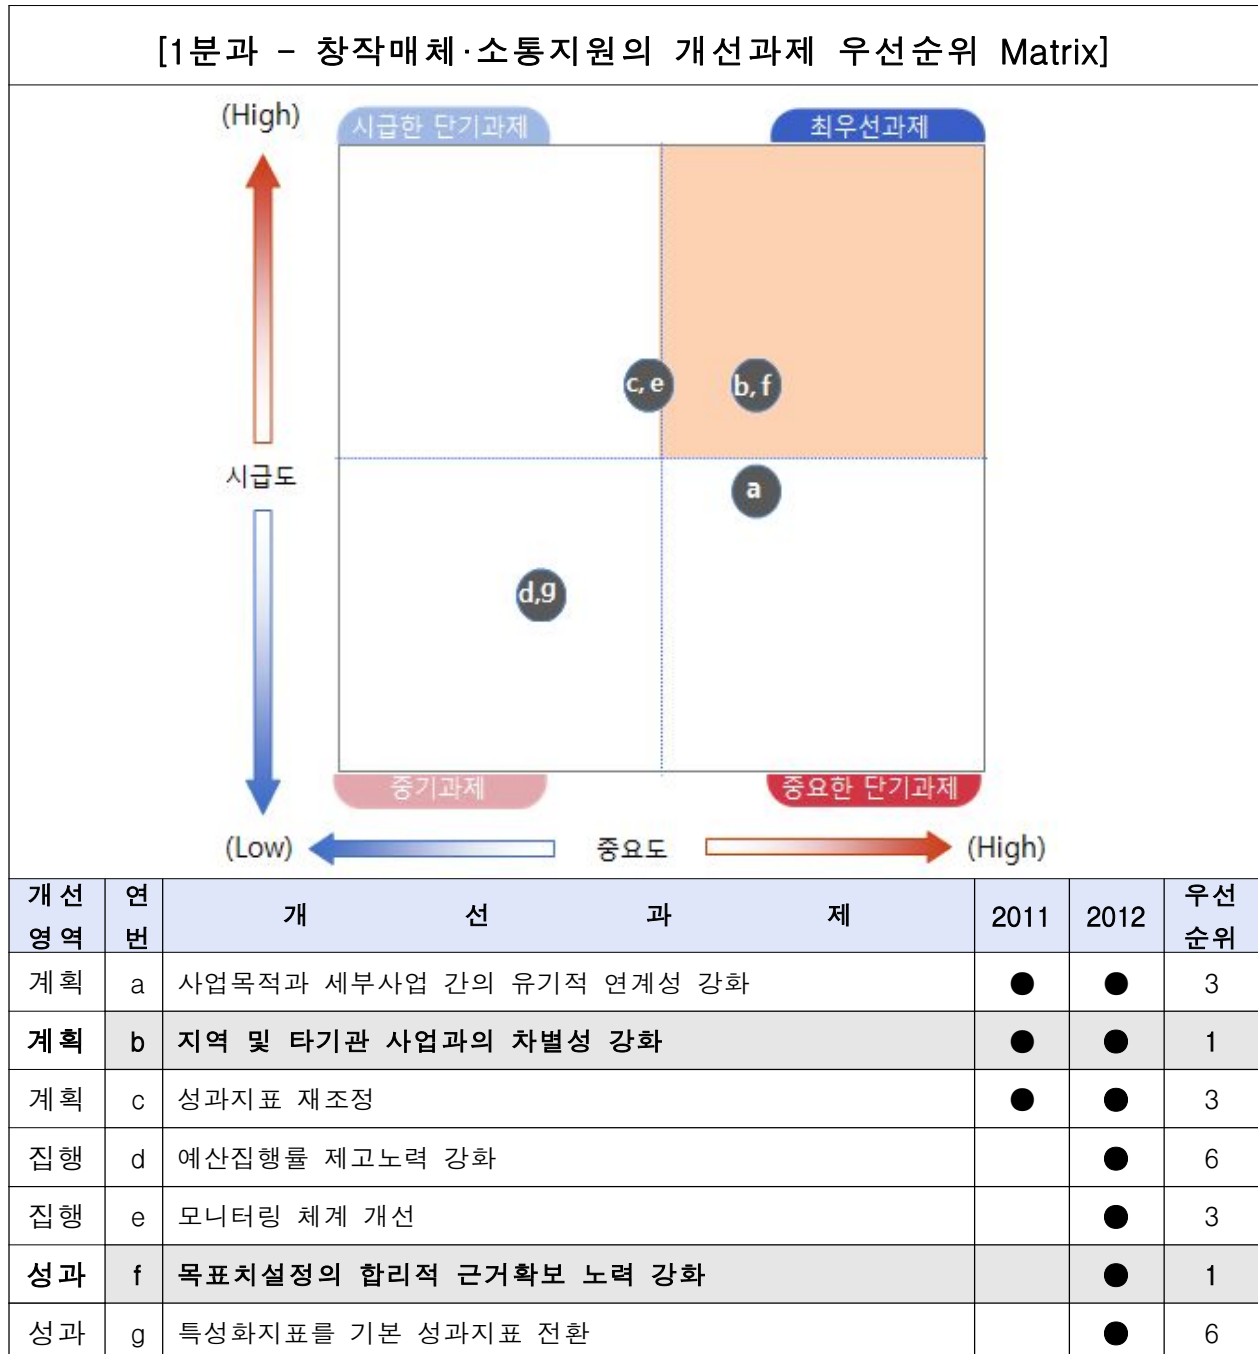 [1분과 – 창작매체·소통지원의 개선과제 우선순위 Matrix]
(High)
시급한 단기과제
최우선과제
c, e
b, f
시급도
a
d,g
중기과제
중요한 단기과제
(Low)
중요도
(High)
개선영역 연번 개선과제 2011 2012 우선순위
계획 a 사업목적과 세부사업 간의 유기적 연계성 강화 ● ● 3
계획 b 지역 및 타기관 사업과의 차별성 강화 ● ● 1
계획 c 성과지표 재조정 ● ● 3
집행 d 예산집행률 제고노력 강화 ● 6
집행 e 모니터링 체계 개선 ● 3
성과 f 목표치설정의 합리적 근거확보 노력 강화 ● 1
성과 g 특성화지표를 기본 성과지표 전환 ● 6